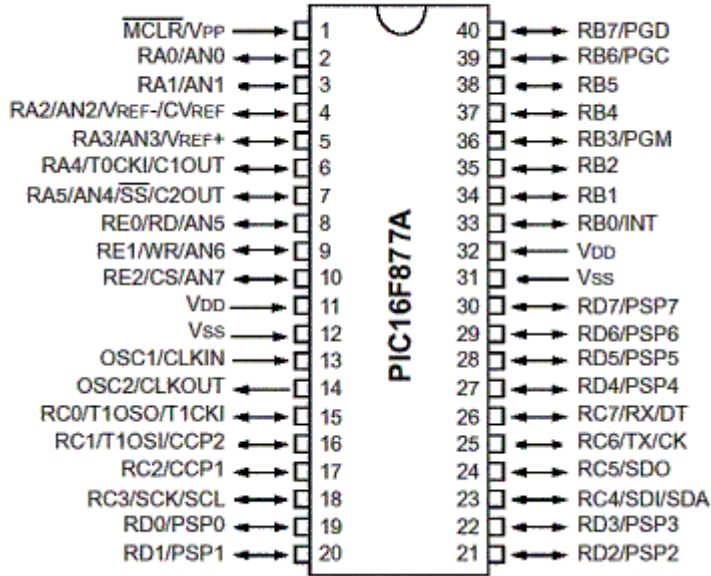 MCLR/VPP 1 40 RB7/PGD
RA0/AN0 2 39 RB6/PGC
RA1/AN1 3 38 RB5
RA2/AN2/VREF-/CVREF 4 37 RB4
RA3/AN3/VREF+ 5 36 RB3/PGM
RA4/T0CKI/C1OUT 6 35 RB2
RA5/AN4/SS/C2OUT 7 34 RB1
RE0/RD/AN5 8 33 RB0/INT
RE1/WR/AN6 9 32 VDD
RE2/CS/AN7 10 31 VSS
VDD 11 30 RD7/PSP7
VSS 12 29 RD6/PSP6
OSC1/CLKIN 13 28 RD5/PSP5
OSC2/CLKOUT 14 27 RD4/PSP4
RC0/T1OSO/T1CKI 15 26 RC7/RX/DT
RC1/T1OSI/CCP2 16 25 RC6/TX/CK
RC2/CCP1 17 24 RC5/SDO
RC3/SCK/SCL 18 23 RC4/SDI/SDA
RD0/PSP0 19 22 RD3/PSP3
RD1/PSP1 20 21 RD2/PSP2
PIC16F877A